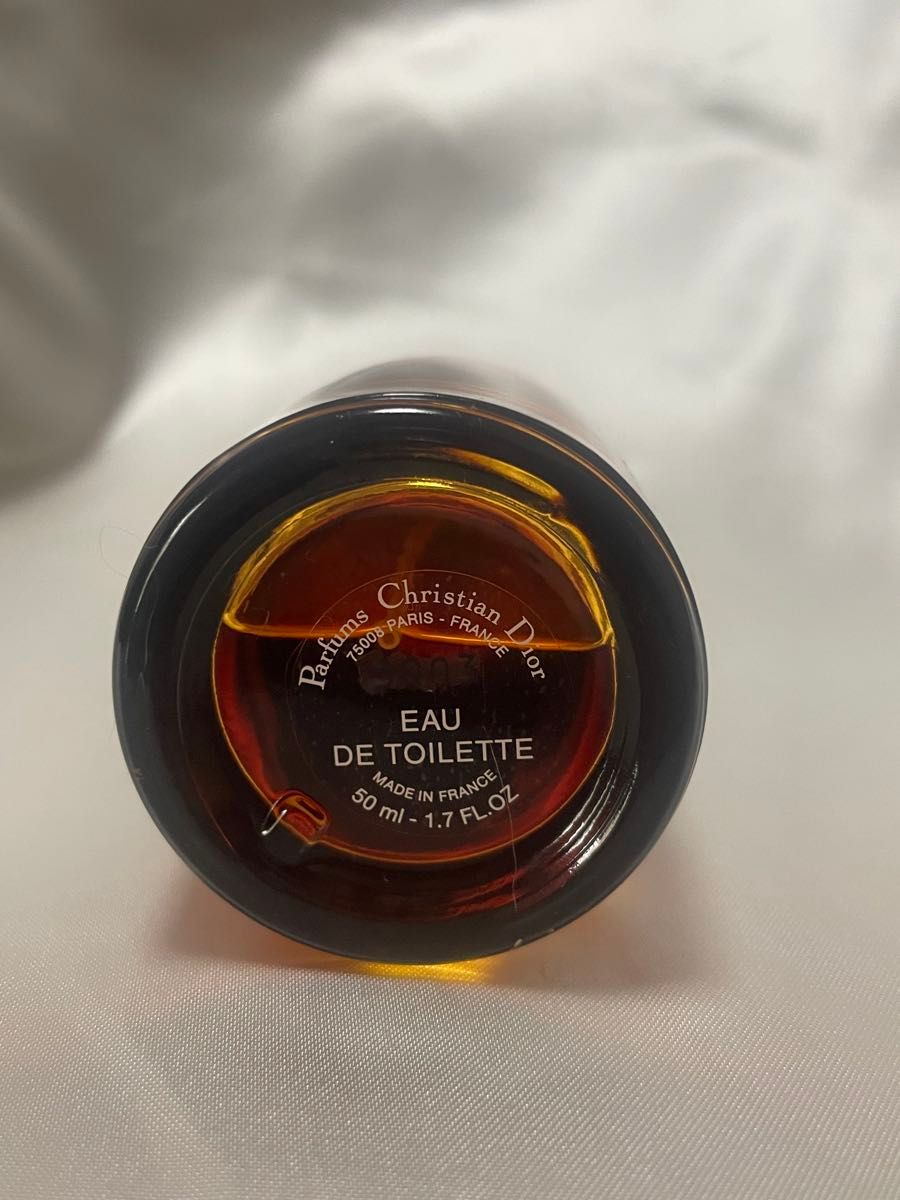 Parfums Christian Dior
75008 PARIS - FRANCE
EAU
DE TOILETTE
MADE IN FRANCE
50 ml - 1.7 FL.OZ